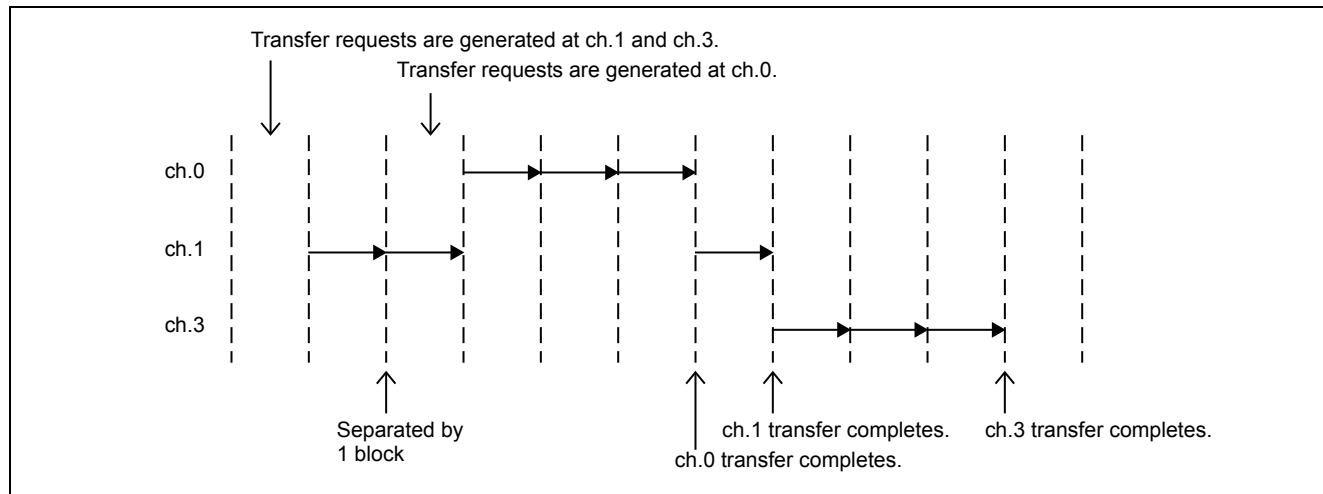 Transfer requests are generated at ch.1 and ch.3.
Transfer requests are generated at ch.0.
ch.0
ch.1
ch.3
Separated by
1 block
ch.1 transfer completes.
ch.3 transfer completes.
ch.0 transfer completes.